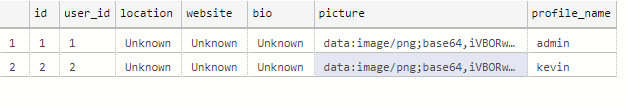 id user_id location website bio picture profile_name
1 1 1 Unknown Unknown Unknown data:image/png;base64,iVBORw… admin
2 2 2 Unknown Unknown Unknown data:image/png;base64,iVBORw… kevin